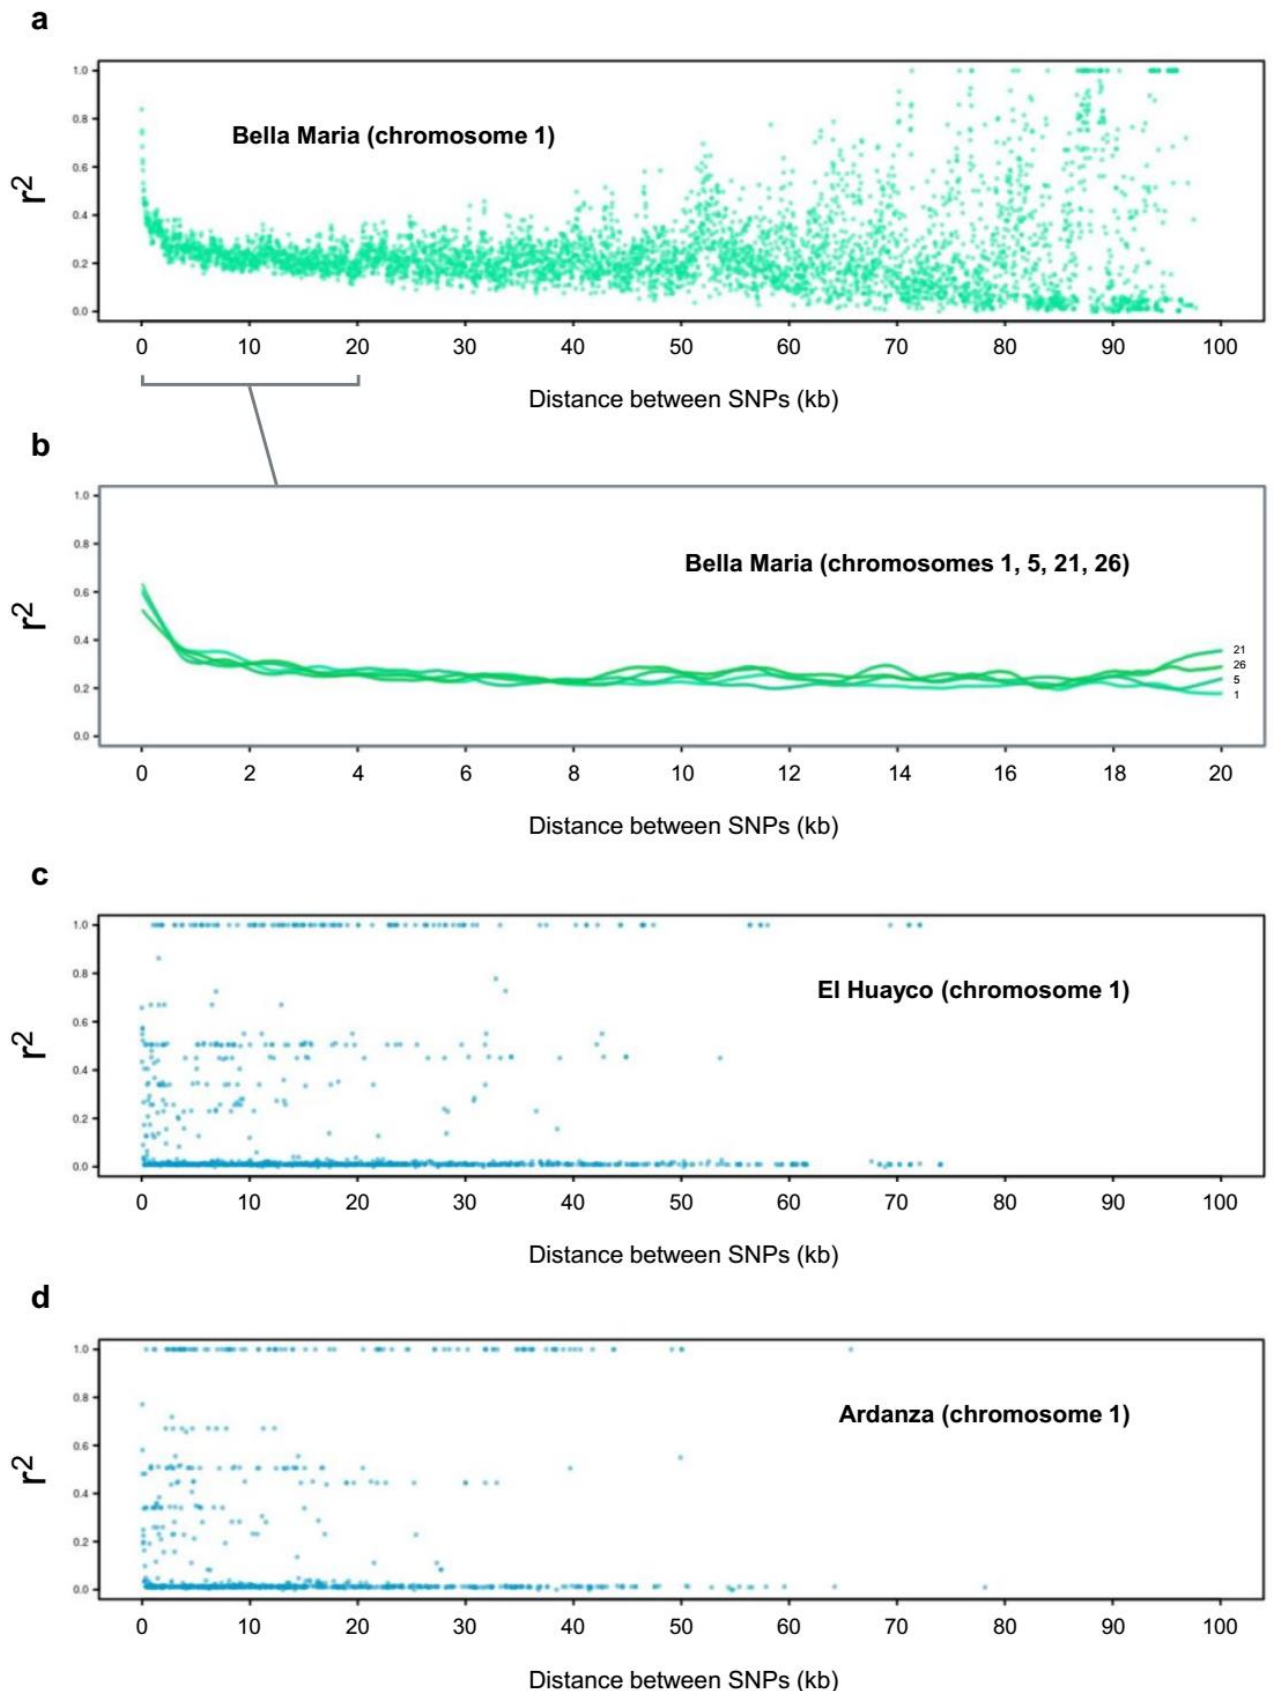 a
1.0
0.8
0.6
0.4
0.2
0.0
r2
Bella Maria (chromosome 1)
0 10 20 30 40 50 60 70 80 90 100
Distance between SNPs (kb)
b
1.0
0.8
0.6
0.4
0.2
0.0
r2
Bella Maria (chromosomes 1, 5, 21, 26)
21
26
5
1
0 2 4 6 8 10 12 14 16 18 20
Distance between SNPs (kb)
c
1.0
0.8
0.6
0.4
0.2
0.0
r2
El Huayco (chromosome 1)
0 10 20 30 40 50 60 70 80 90 100
Distance between SNPs (kb)
d
1.0
0.8
0.6
0.4
0.2
0.0
r2
Ardanza (chromosome 1)
0 10 20 30 40 50 60 70 80 90 100
Distance between SNPs (kb)